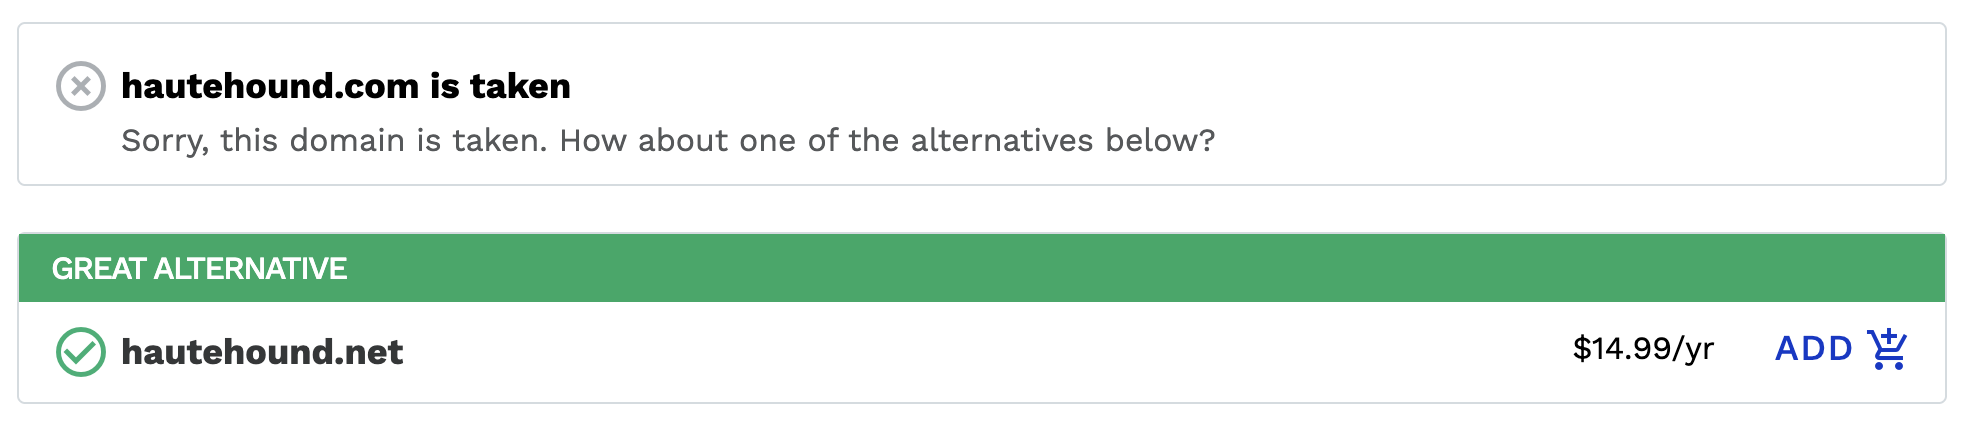 hautehound.com is taken
Sorry, this domain is taken. How about one of the alternatives below?
GREAT ALTERNATIVE
hautehound.net $14.99/yr ADD